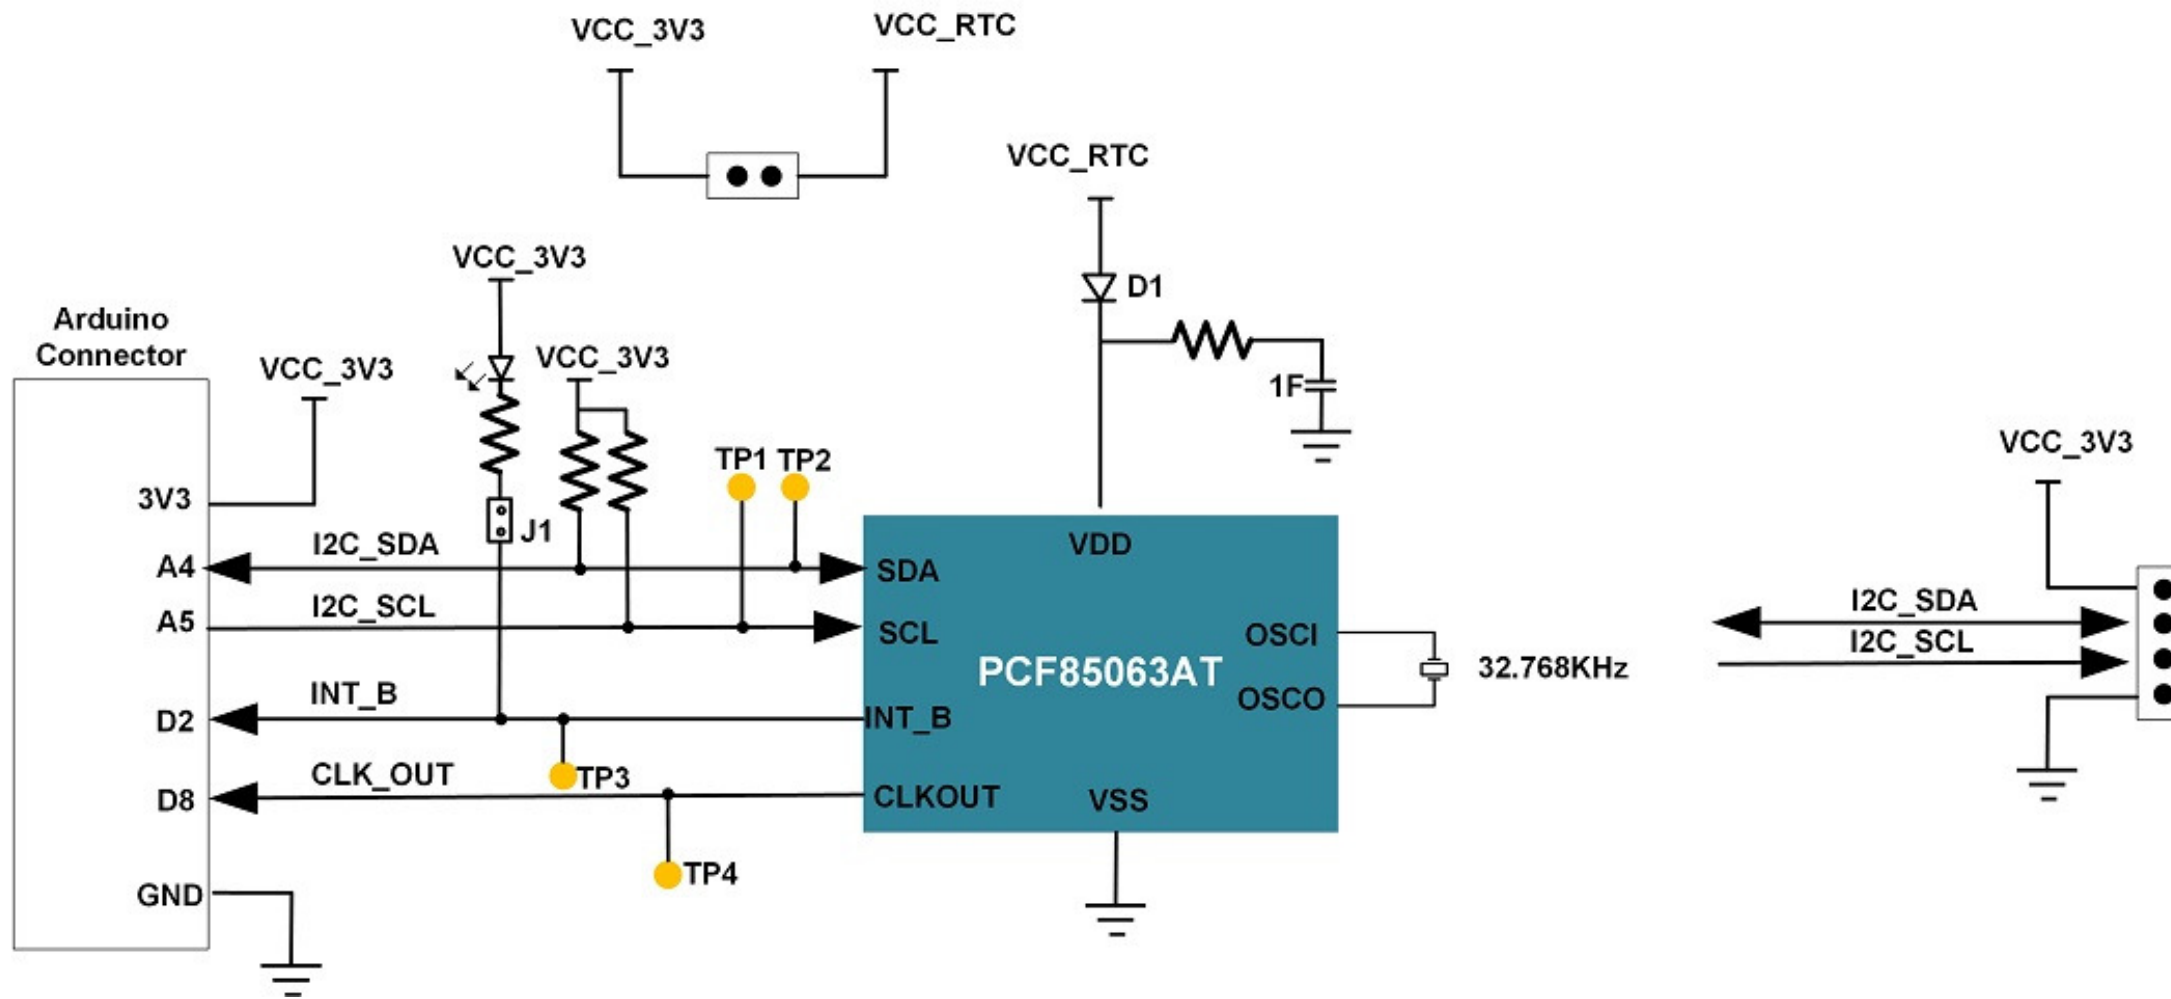 VCC_3V3
VCC_RTC
VCC_RTC
VCC_3V3
D1
Arduino
Connector
VCC_3V3
VCC_3V3
1F
VCC_3V3
TP1
TP2
3V3
J1
I2C_SDA
VDD
A4
SDA
I2C_SDA
A5
I2C_SCL
SCL
OSCI
I2C_SCL
PCF85063AT
32.768KHz
INT_B
OSCO
D2
INT_B
TP3
CLK_OUT
D8
CLKOUT
VSS
TP4
GND